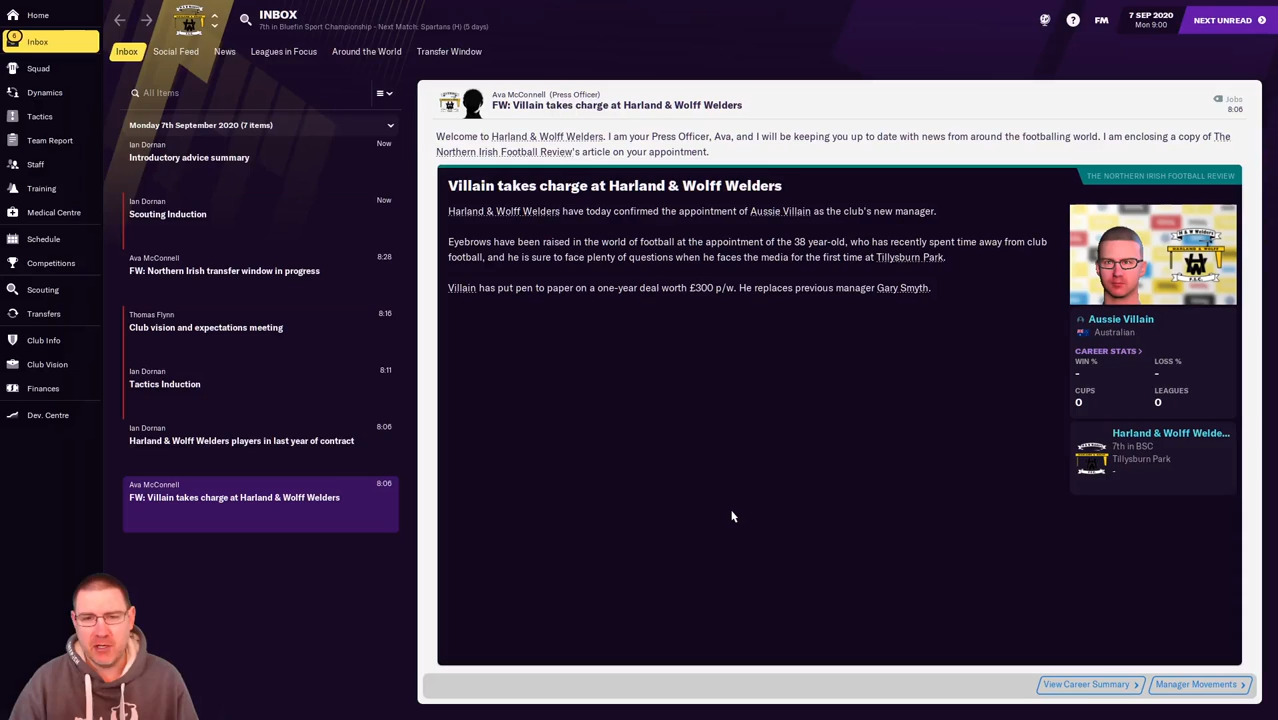 Home
6
Inbox
Squad
Dynamics
Tactics
Team Report
Staff
Training
Medical Centre
Schedule
Competitions
Scouting
Transfers
Club Info
Club Vision
Finances
Dev. Centre
INBOX
7th in Bluefin Sport Championship - Next Match: Spartans (H) (5 days)
FM
7 SEP 2020
Mon 9:00
NEXT UNREAD
Inbox
Social Feed
News
Leagues in Focus
Around the World
Transfer Window
All Items
Monday 7th September 2020 (7 items)
Ian Dornan Now
Introductory advice summary
Ian Dornan Now
Scouting Induction
Ava McConnell 8:28
FW: Northern Irish transfer window in progress
Thomas Flynn 8:16
Club vision and expectations meeting
Ian Dornan 8:11
Tactics Induction
Ian Dornan 8:06
Harland & Wolff Welders players in last year of contract
Ava McConnell 8:06
FW: Villain takes charge at Harland & Wolff Welders
Ava McConnell (Press Officer)
FW: Villain takes charge at Harland & Wolff Welders
Jobs
8:06
Welcome to Harland & Wolff Welders. I am your Press Officer, Ava, and I will be keeping you up to date with news from around the footballing world. I am enclosing a copy of The
Northern Irish Football Review's article on your appointment.
THE NORTHERN IRISH FOOTBALL REVIEW
Villain takes charge at Harland & Wolff Welders
Harland & Wolff Welders have today confirmed the appointment of Aussie Villain as the club's new manager.
Eyebrows have been raised in the world of football at the appointment of the 38 year-old, who has recently spent time away from club
football, and he is sure to face plenty of questions when he faces the media for the first time at Tillysburn Park.
Villain has put pen to paper on a one-year deal worth £300 p/w. He replaces previous manager Gary Smyth.
Aussie Villain
Australian
CAREER STATS
WIN % LOSS %
- -
CUPS LEAGUES
0 0
Harland & Wolff Welde...
7th in BSC
Tillysburn Park
-
View Career Summary
Manager Movements